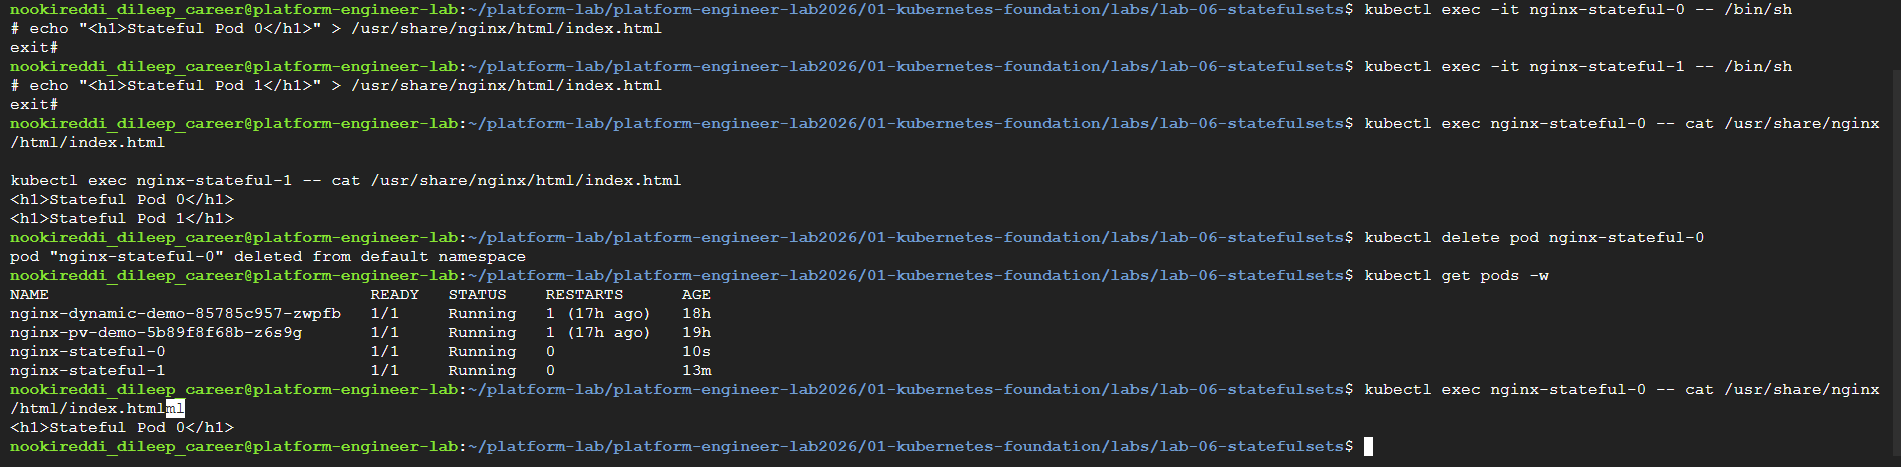 nookireddi_dileep_career@platform-engineer-lab:~/platform-lab/platform-engineer-lab2026/01-kubernetes-foundation/labs/lab-06-statefulsets$ kubectl exec -it nginx-stateful-0 -- /bin/sh
# echo "<h1>Stateful Pod 0</h1>" > /usr/share/nginx/html/index.html
exit#
nookireddi_dileep_career@platform-engineer-lab:~/platform-lab/platform-engineer-lab2026/01-kubernetes-foundation/labs/lab-06-statefulsets$ kubectl exec -it nginx-stateful-1 -- /bin/sh
# echo "<h1>Stateful Pod 1</h1>" > /usr/share/nginx/html/index.html
exit#
nookireddi_dileep_career@platform-engineer-lab:~/platform-lab/platform-engineer-lab2026/01-kubernetes-foundation/labs/lab-06-statefulsets$ kubectl exec nginx-stateful-0 -- cat /usr/share/nginx
/html/index.html
kubectl exec nginx-stateful-1 -- cat /usr/share/nginx/html/index.html
<h1>Stateful Pod 0</h1>
<h1>Stateful Pod 1</h1>
nookireddi_dileep_career@platform-engineer-lab:~/platform-lab/platform-engineer-lab2026/01-kubernetes-foundation/labs/lab-06-statefulsets$ kubectl delete pod nginx-stateful-0
pod "nginx-stateful-0" deleted from default namespace
nookireddi_dileep_career@platform-engineer-lab:~/platform-lab/platform-engineer-lab2026/01-kubernetes-foundation/labs/lab-06-statefulsets$ kubectl get pods -w
NAME READY STATUS RESTARTS AGE
nginx-dynamic-demo-85785c957-zwpfb 1/1 Running 1 (17h ago) 18h
nginx-pv-demo-5b89f8f68b-z6s9g 1/1 Running 1 (17h ago) 19h
nginx-stateful-0 1/1 Running 0 10s
nginx-stateful-1 1/1 Running 0 13m
nookireddi_dileep_career@platform-engineer-lab:~/platform-lab/platform-engineer-lab2026/01-kubernetes-foundation/labs/lab-06-statefulsets$ kubectl exec nginx-stateful-0 -- cat /usr/share/nginx
/html/index.htmlml
<h1>Stateful Pod 0</h1>
nookireddi_dileep_career@platform-engineer-lab:~/platform-lab/platform-engineer-lab2026/01-kubernetes-foundation/labs/lab-06-statefulsets$